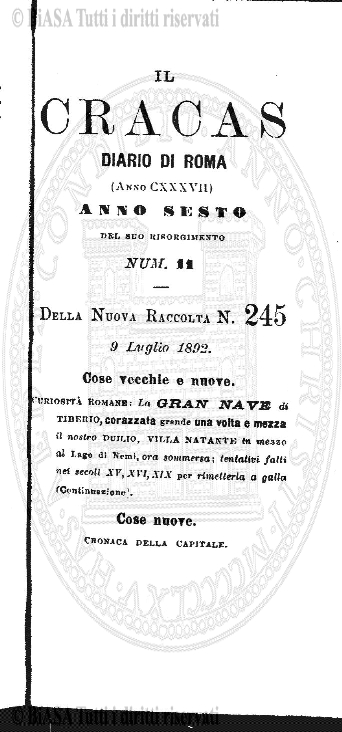 © BiASA Tutti i diritti riservati
IL
CRACAS
DIARIO DI ROMA
(Anno CXXXVII)
ANNO SESTO
DEL SUO RISORGIMENTO
NUM. 11
Della Nuova Raccolta N. 245
9 Luglio 1892.
Cose vecchie e nuove.
CURIOSITÀ ROMANE: La GRAN NAVE di
TIBERIO, corazzata grande una volta e mezza
il nostro DUILIO, VILLA NATANTE in mezzo
al Lago di Nemi, ora sommersa; tentativi fatti
nei secoli XV, XVI, XIX per rimetterla a galla
(Continuazione).
Cose nuove.
CRONACA DELLA CAPITALE.
© BiASA Tutti i diritti riservati